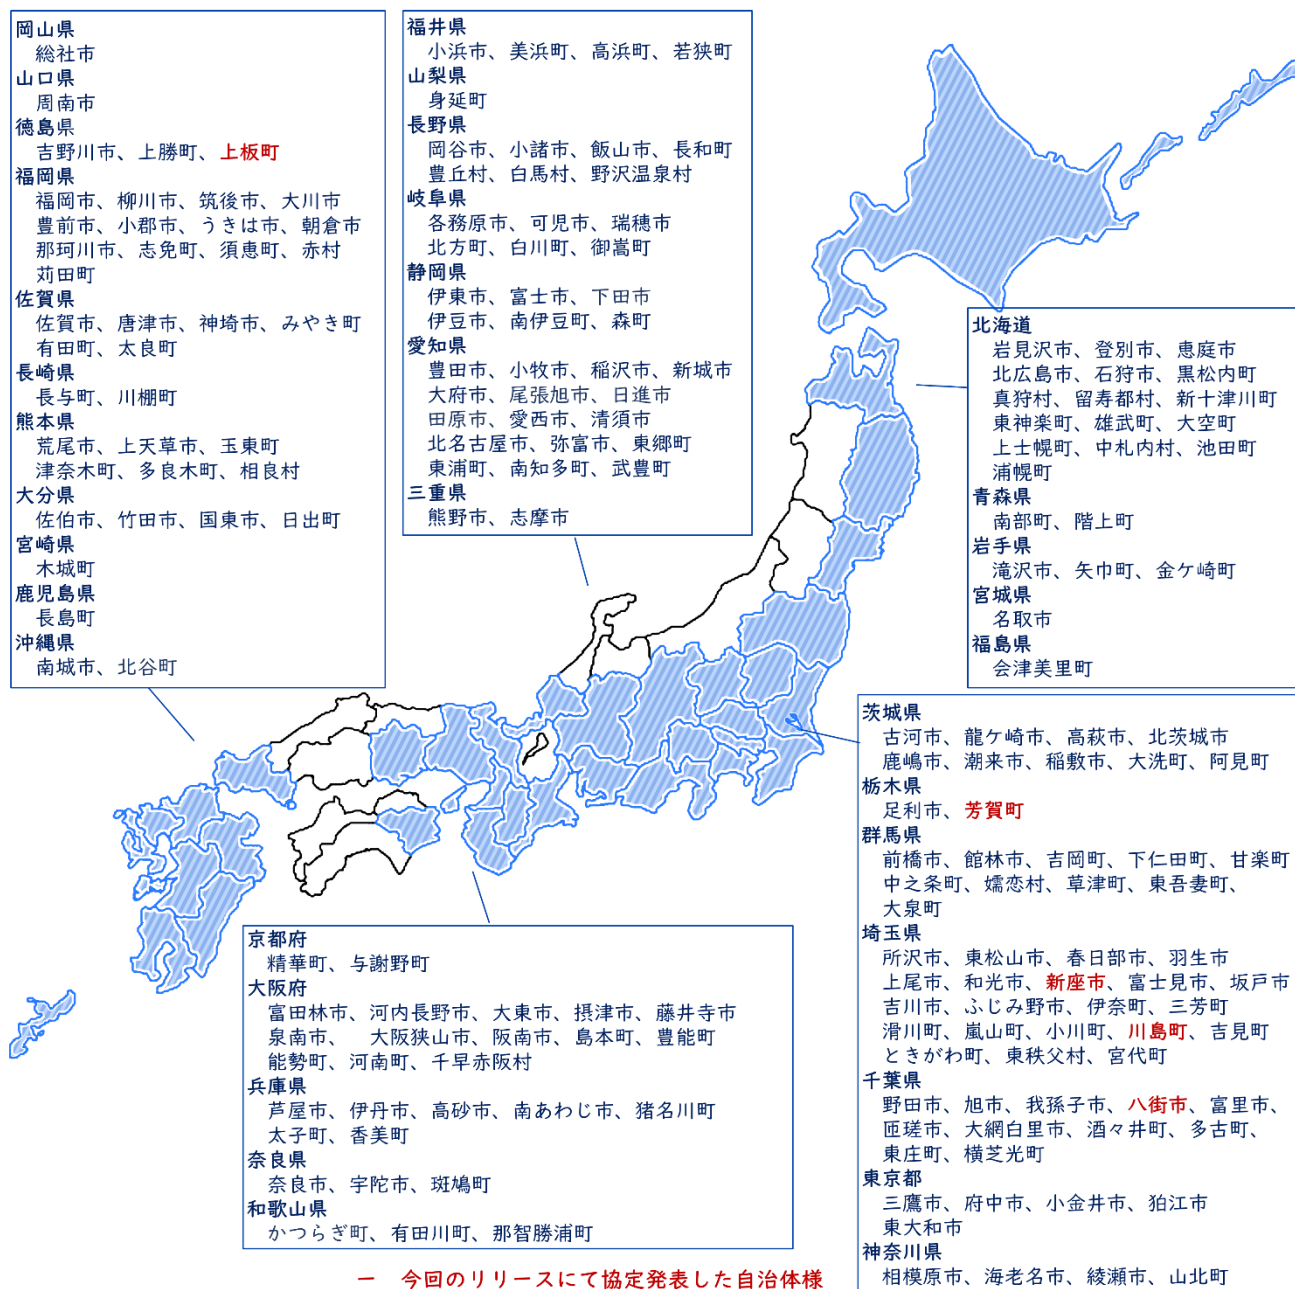 岡山県
総社市
山口県
周南市
徳島県
吉野川市、上勝町、上板町
福岡県
福岡市、柳川市、筑後市、大川市
豊前市、小郡市、うきは市、朝倉市
那珂川市、志免町、須恵町、赤村
苅田町
佐賀県
佐賀市、唐津市、神埼市、みやき町
有田町、太良町
長崎県
長与町、川棚町
熊本県
荒尾市、上天草市、玉東町
津奈木町、多良木町、相良村
大分県
佐伯市、竹田市、国東市、日出町
宮崎県
木城町
鹿児島県
長島町
沖縄県
南城市、北谷町
福井県
小浜市、美浜町、高浜町、若狭町
山梨県
身延町
長野県
岡谷市、小諸市、飯山市、長和町
豊丘村、白馬村、野沢温泉村
岐阜県
各務原市、可児市、瑞穂市
北方町、白川町、御嵩町
静岡県
伊東市、富士市、下田市
伊豆市、南伊豆町、森町
愛知県
豊田市、小牧市、稲沢市、新城市
大府市、尾張旭市、日進市
田原市、愛西市、清須市
北名古屋市、弥富市、東郷町
東浦町、南知多町、武豊町
三重県
熊野市、志摩市
北海道
岩見沢市、登別市、恵庭市
北広島市、石狩市、黒松内町
真狩村、留寿都村、新十津川町
東神楽町、雄武町、大空町
上士幌町、中札内村、池田町
浦幌町
青森県
南部町、階上町
岩手県
滝沢市、矢巾町、金ケ崎町
宮城県
名取市
福島県
会津美里町
茨城県
古河市、龍ケ崎市、高萩市、北茨城市
鹿嶋市、潮来市、稲敷市、大洗町、阿見町
栃木県
足利市、芳賀町
群馬県
前橋市、館林市、吉岡町、下仁田町、甘楽町
中之条町、嬬恋村、草津町、東吾妻町、
大泉町
埼玉県
所沢市、東松山市、春日部市、羽生市
上尾市、和光市、新座市、富士見市、坂戸市
吉川市、ふじみ野市、伊奈町、三芳町
滑川町、嵐山町、小川町、川島町、吉見町
ときがわ町、東秩父村、宮代町
千葉県
野田市、旭市、我孫子市、八街市、富里市、
匝瑳市、大網白里市、酒々井町、多古町、
東庄町、横芝光町
東京都
三鷹市、府中市、小金井市、狛江市
東大和市
神奈川県
相模原市、海老名市、綾瀬市、山北町
京都府
精華町、与謝野町
大阪府
富田林市、河内長野市、大東市、摂津市、藤井寺市
泉南市、　大阪狭山市、阪南市、島本町、豊能町
能勢町、河南町、千早赤阪村
兵庫県
芦屋市、伊丹市、高砂市、南あわじ市、猪名川町
太子町、香美町
奈良県
奈良市、宇陀市、斑鳩町
和歌山県
かつらぎ町、有田川町、那智勝浦町
ー　今回のリリースにて協定発表した自治体様